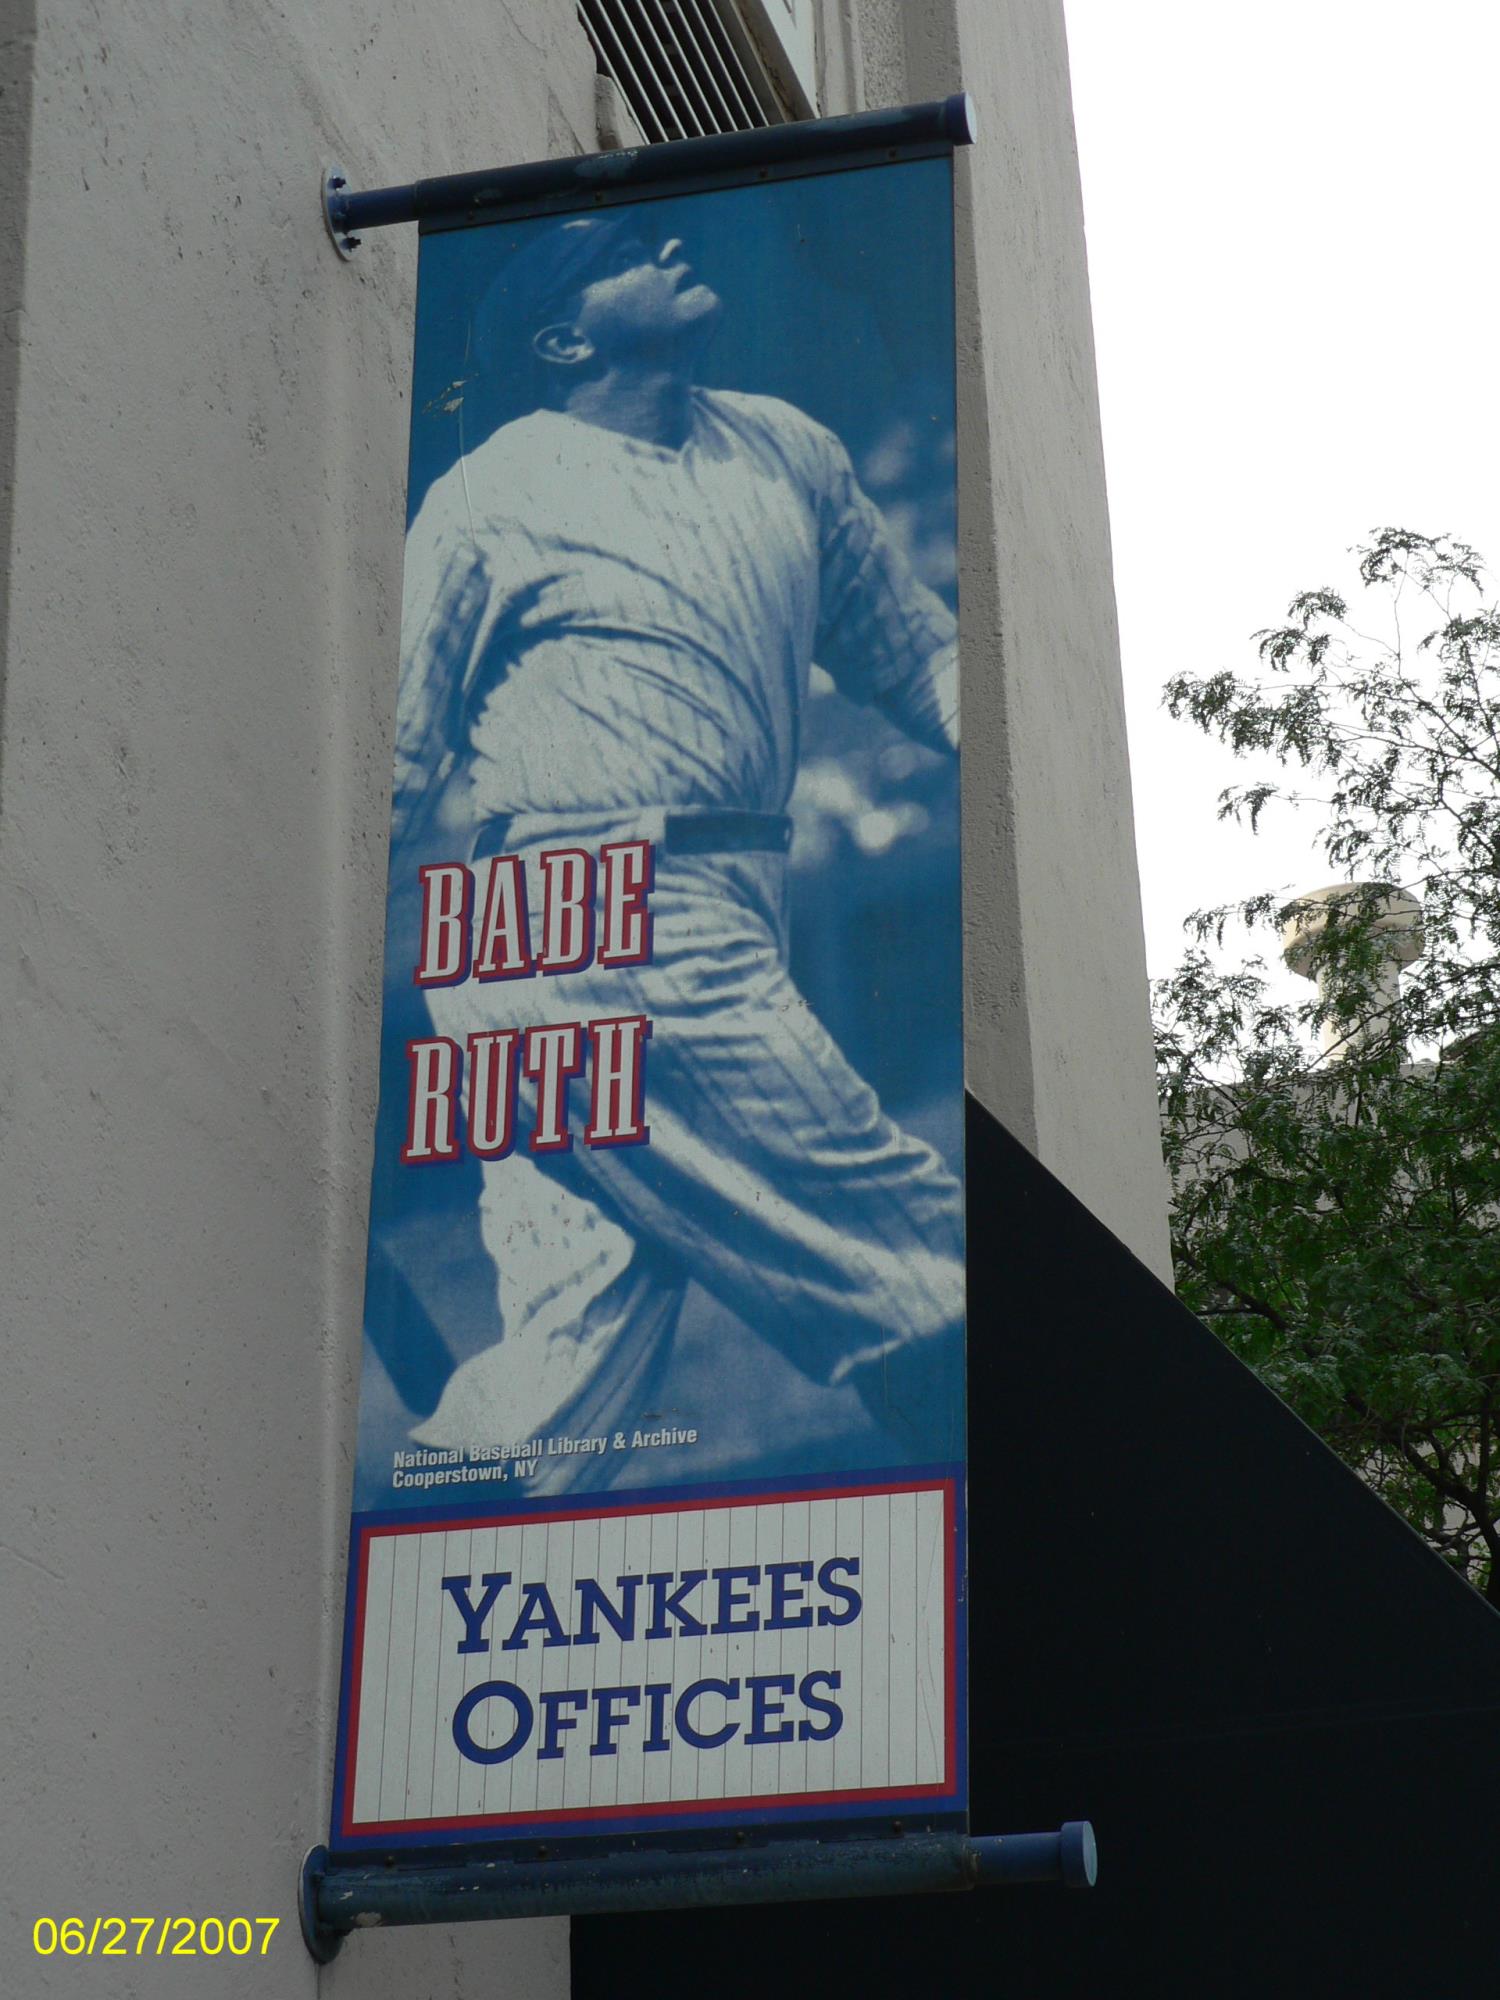 BABE
RUTH
National Baseball Library & Archive
Cooperstown, NY
YANKEES
OFFICES
06/27/2007